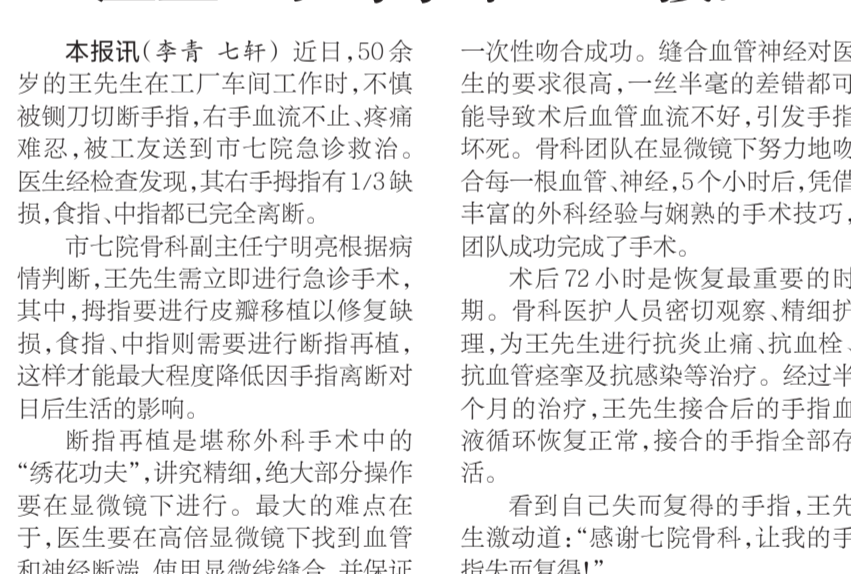 本报讯(李青 七轩) 近日,50余
岁的王先生在工厂车间工作时,不慎
被铡刀切断手指,右手血流不止、疼痛
难忍,被工友送到市七院急诊救治。
医生经检查发现,其右手拇指有1/3缺
损,食指、中指都已完全离断。
市七院骨科副主任宁明亮根据病
情判断,王先生需立即进行急诊手术,
其中,拇指要进行皮瓣移植以修复缺
损,食指、中指则需要进行断指再植,
这样才能最大程度降低因手指离断对
日后生活的影响。
断指再植是堪称外科手术中的
“绣花功夫”,讲究精细,绝大部分操作
要在显微镜下进行。最大的难点在
于,医生要在高倍显微镜下找到血管
和神经断端,使用显微线缝合,并保证
一次性吻合成功。缝合血管神经对医
生的要求很高,一丝半毫的差错都可
能导致术后血管血流不好,引发手指
坏死。骨科团队在显微镜下努力地吻
合每一根血管、神经,5个小时后,凭借
丰富的外科经验与娴熟的手术技巧,
团队成功完成了手术。
术后72小时是恢复最重要的时
期。骨科医护人员密切观察、精细护
理,为王先生进行抗炎止痛、抗血栓、
抗血管痉挛及抗感染等治疗。经过半
个月的治疗,王先生接合后的手指血
液循环恢复正常,接合的手指全部存
活。
看到自己失而复得的手指,王先
生激动道:“感谢七院骨科,让我的手
指失而复得!”